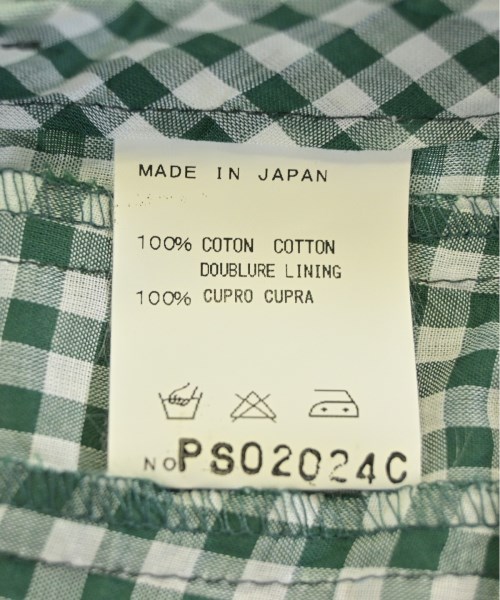 MADE IN JAPAN
100% COTON COTTON
DOUBLURE LINING
100% CUPRO CUPRA
NO PS02024C